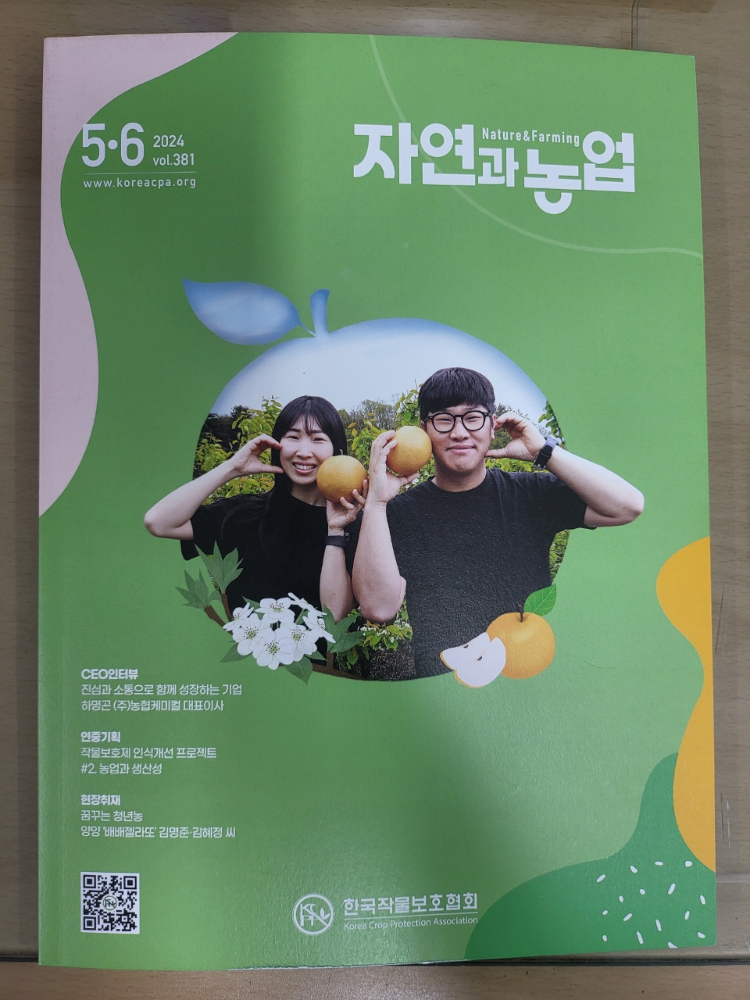 5·6 2024
vol.381
www.koreacpa.org
자연과농업
Nature&Farming
CEO인터뷰
진심과 소통으로 함께 성장하는 기업
하명곤 (주)농협케미컬 대표이사
연중기획
작물보호제 인식개선 프로젝트
#2. 농업과 생산성
현장취재
꿈꾸는 청년농
양양 '배배젤라또' 김명준·김혜정 씨
한국작물보호협회
Korea Crop Protection Association